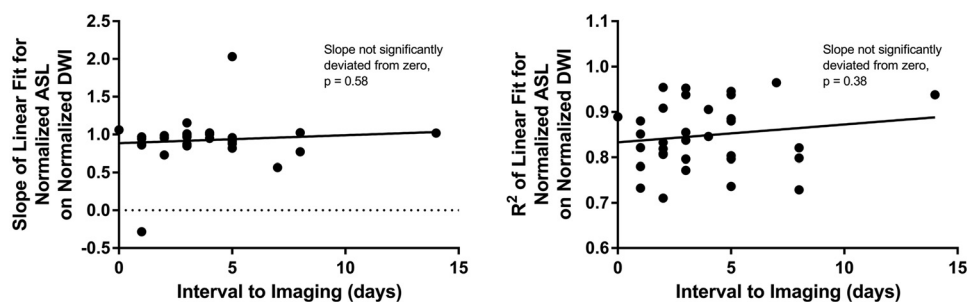 Slope of Linear Fit for
Normalized ASL
on Normalized DWI
2.5
2.0
1.5
1.0
0.5
0.0
-0.5
Slope not significantly
deviated from zero,
p = 0.58
0 5 10 15
Interval to Imaging (days)
R² of Linear Fit for
Normalized ASL
on Normalized DWI
1.1
1.0
0.9
0.8
0.7
0.6
Slope not significantly
deviated from zero,
p = 0.38
0 5 10 15
Interval to Imaging (days)